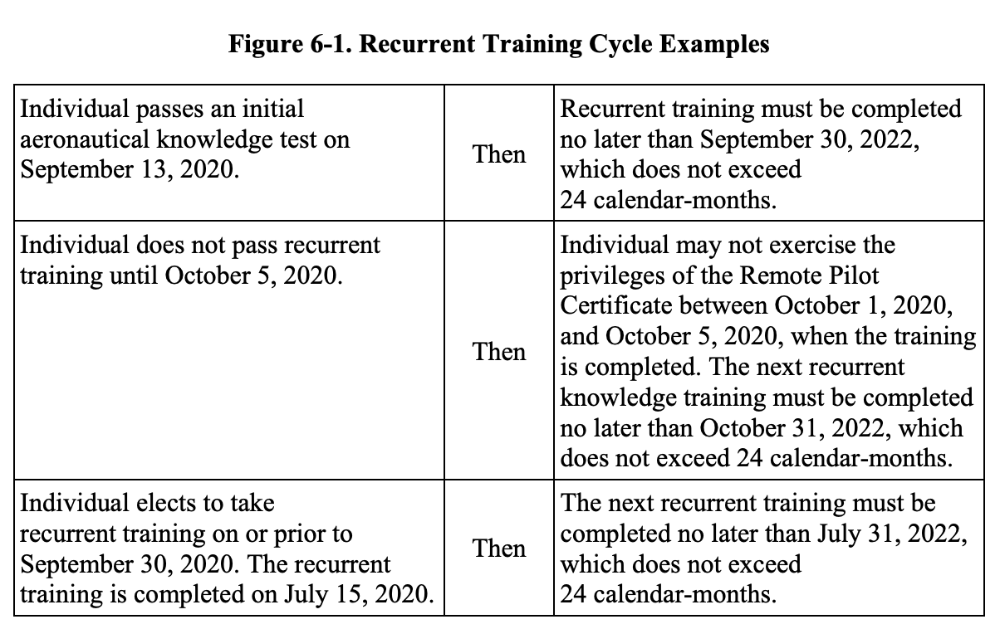 Figure 6-1. Recurrent Training Cycle Examples
Individual passes an initial
aeronautical knowledge test on
September 13, 2020.
Then
Recurrent training must be completed
no later than September 30, 2022,
which does not exceed
24 calendar-months.
Individual does not pass recurrent
training until October 5, 2020.
Then
Individual may not exercise the
privileges of the Remote Pilot
Certificate between October 1, 2020,
and October 5, 2020, when the training
is completed. The next recurrent
knowledge training must be completed
no later than October 31, 2022, which
does not exceed 24 calendar-months.
Individual elects to take
recurrent training on or prior to
September 30, 2020. The recurrent
training is completed on July 15, 2020.
Then
The next recurrent training must be
completed no later than July 31, 2022,
which does not exceed
24 calendar-months.